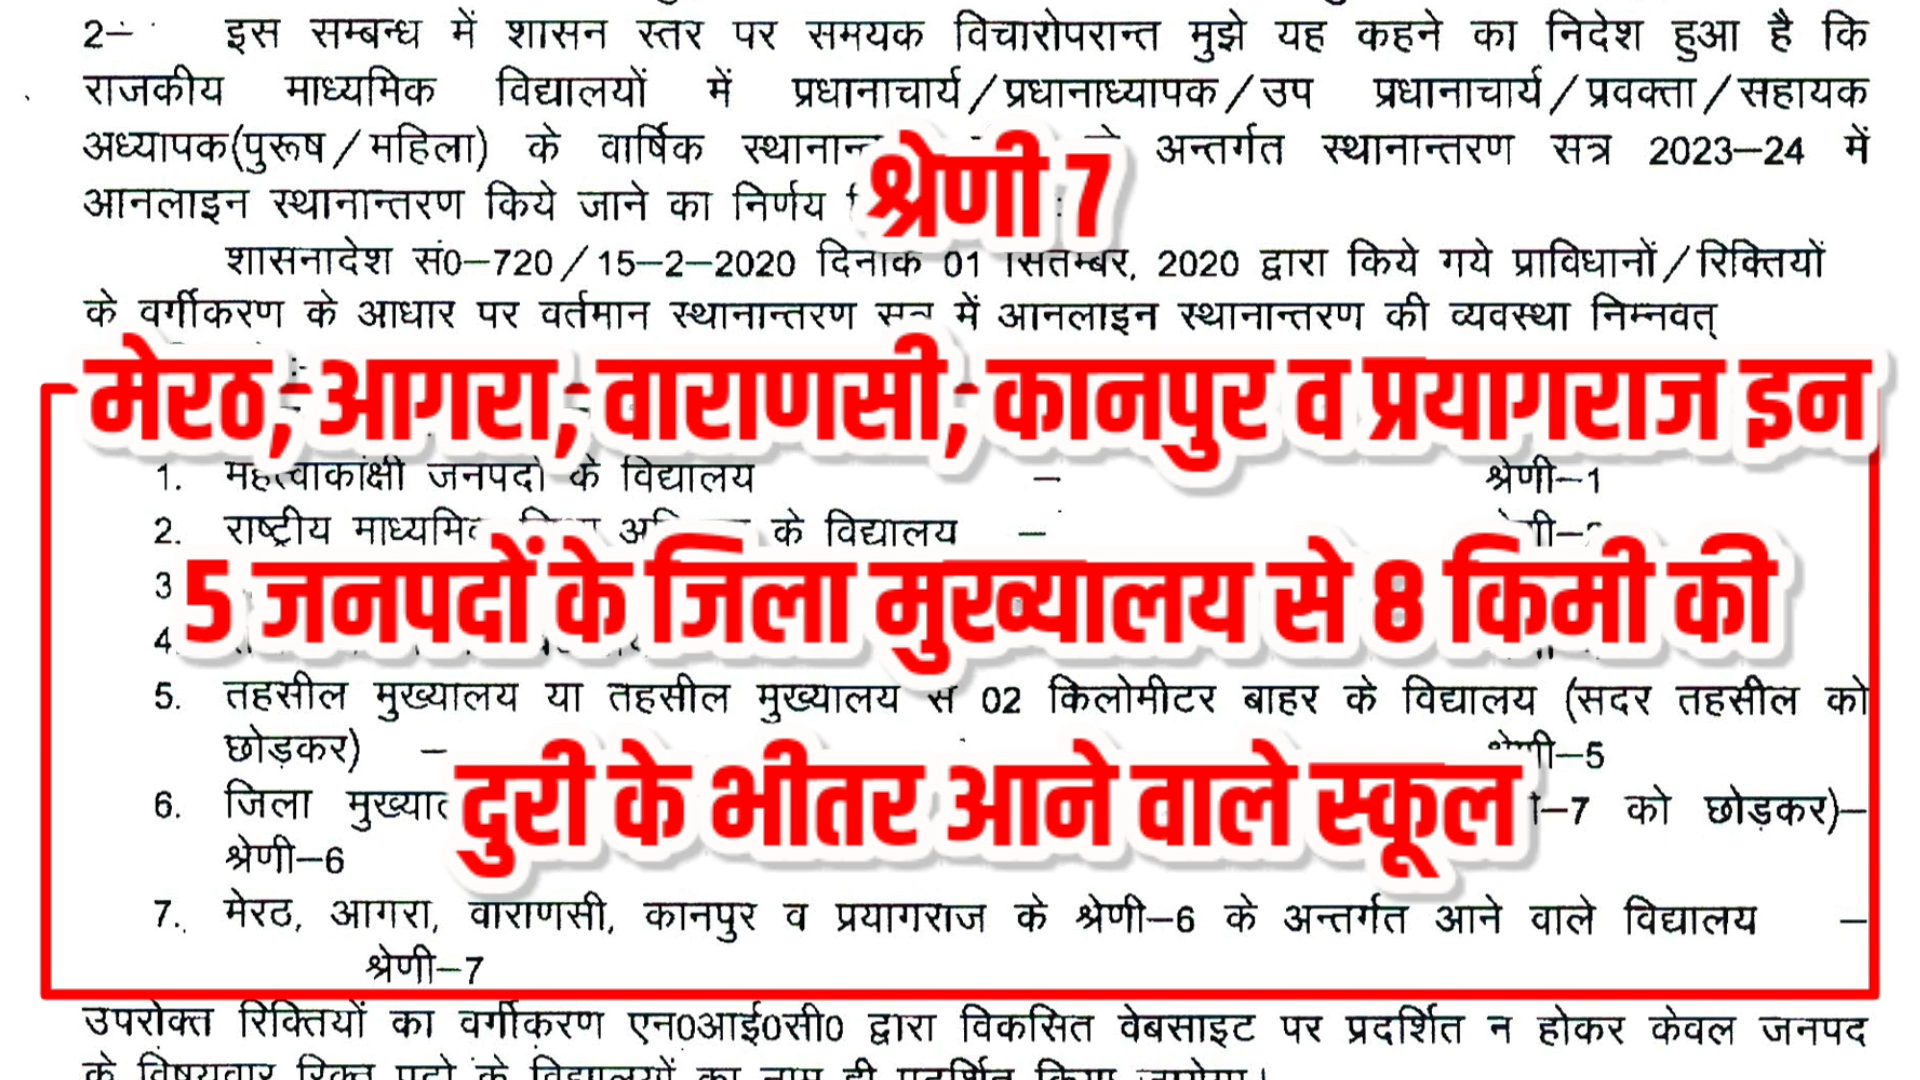 2– इस सम्बन्ध में शासन स्तर पर समयक विचारोपरान्त मुझे यह कहने का निदेश हुआ है कि
राजकीय माध्यमिक विद्यालयों में प्रधानाचार्य/प्रधानाध्यापक/उप प्रधानाचार्य/प्रवक्ता/सहायक
अध्यापक(पुरूष/महिला) के वार्षिक अन्तर्गत स्थानान्तरण सत्र 2023–24 में
श्रेणी 7
आनलाइन स्थानान्तरण किये जाने का निर्णय
शासनादेश सं0–720/15–2–2020 दिनांक 01 सितम्बर, 2020 द्वारा किये गये प्राविधानों/रिक्तियों
के वर्गीकरण के आधार पर वर्तमान स्थानान्तरण सत्र में आनलाइन स्थानान्तरण की व्यवस्था निम्नवत्
मेरठ, आगरा, वाराणसी, कानपुर व प्रयागराज इन
1. महत्वाकांक्षी जनपदों के विद्यालय – श्रेणी–1
2. राष्ट्रीय के विद्यालय –
5 जनपदों के जिला मुख्यालय से 8 किमी की
3
4.
5. तहसील मुख्यालय या तहसील मुख्यालय से 02 किलोमीटर बाहर के विद्यालय (सदर तहसील को
छोड़कर) – श्रेणी–5
दुरी के भीतर आने वाले स्कूल
6. जिला –7 को छोड़कर)–
श्रेणी–6
7. मेरठ, आगरा, वाराणसी, कानपुर व प्रयागराज के श्रेणी–6 के अन्तर्गत आने वाले विद्यालय –
श्रेणी–7
उपरोक्त रिक्तियों का वर्गीकरण एन0आई0सी0 द्वारा विकसित वेबसाइट पर प्रदर्शित न होकर केवल जनपद